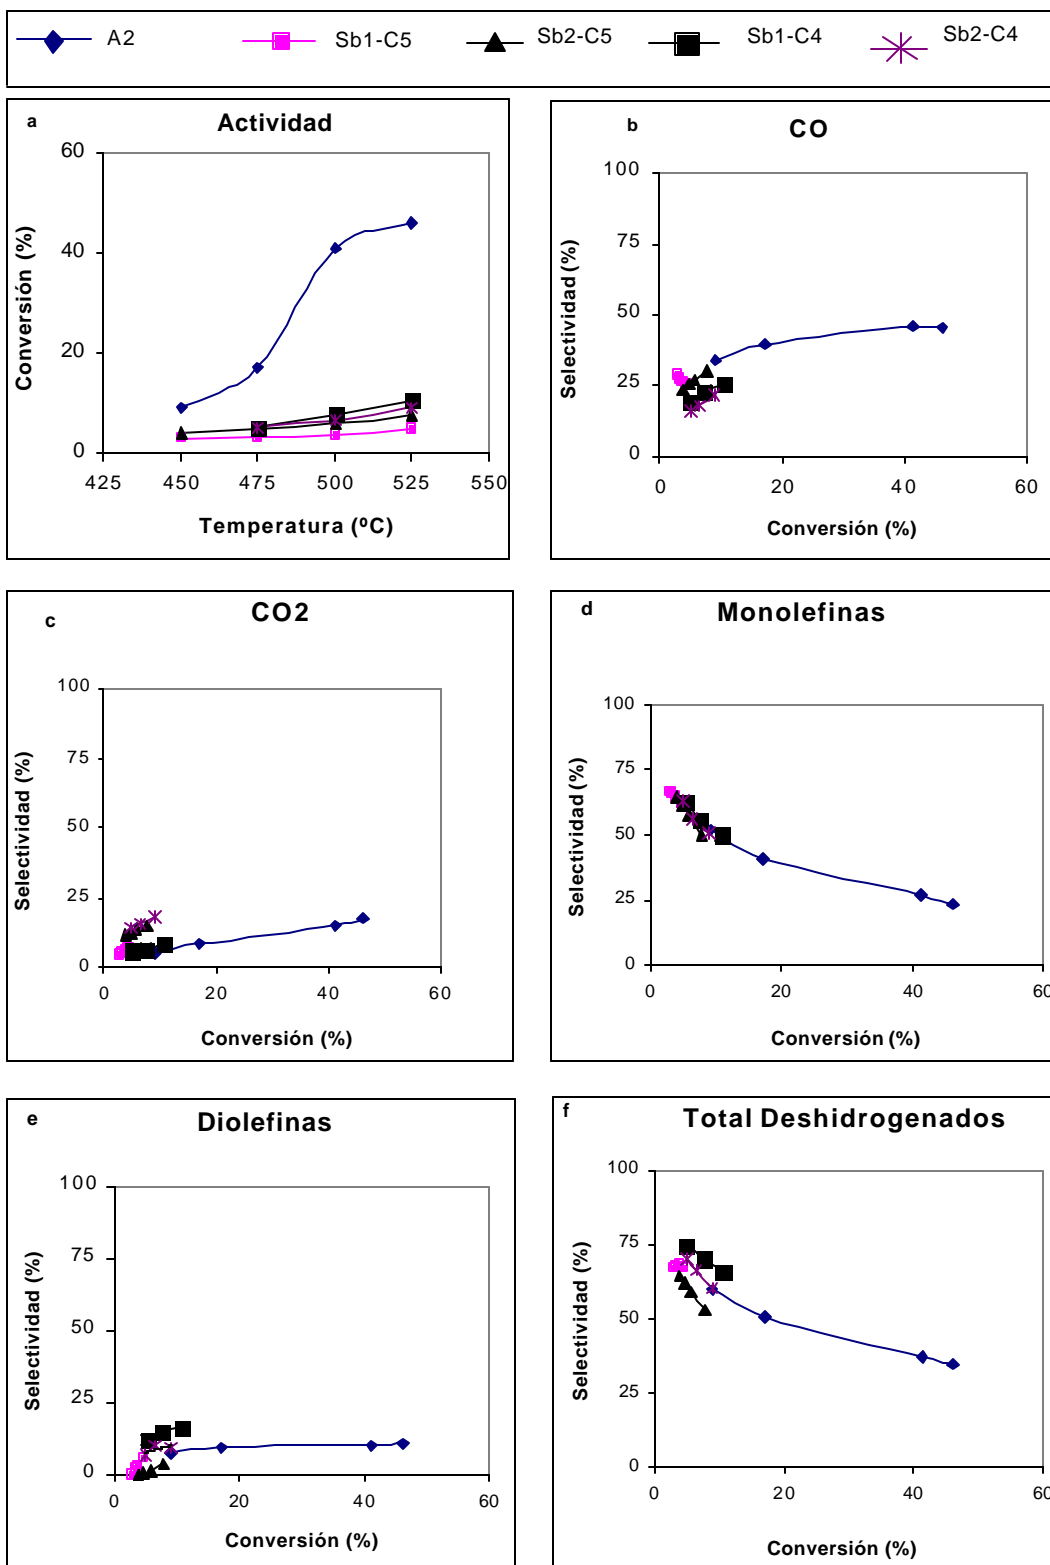 A2 Sb1-C5 Sb2-C5 Sb1-C4 Sb2-C4
a Actividad
60
40
20
0
425 450 475 500 525 550
Conversión (%)
Temperatura (ºC)
b CO
100
75
50
25
0
0 20 40 60
Selectividad (%)
Conversión (%)
c CO2
100
75
50
25
0
0 20 40 60
Selectividad (%)
Conversión (%)
d Monolefinas
100
75
50
25
0
0 20 40 60
Selectividad (%)
Conversión (%)
e Diolefinas
100
75
50
25
0
0 20 40 60
Selectividad (%)
Conversión (%)
f Total Deshidrogenados
100
75
50
25
0
0 20 40 60
Selectividad (%)
Conversión (%)